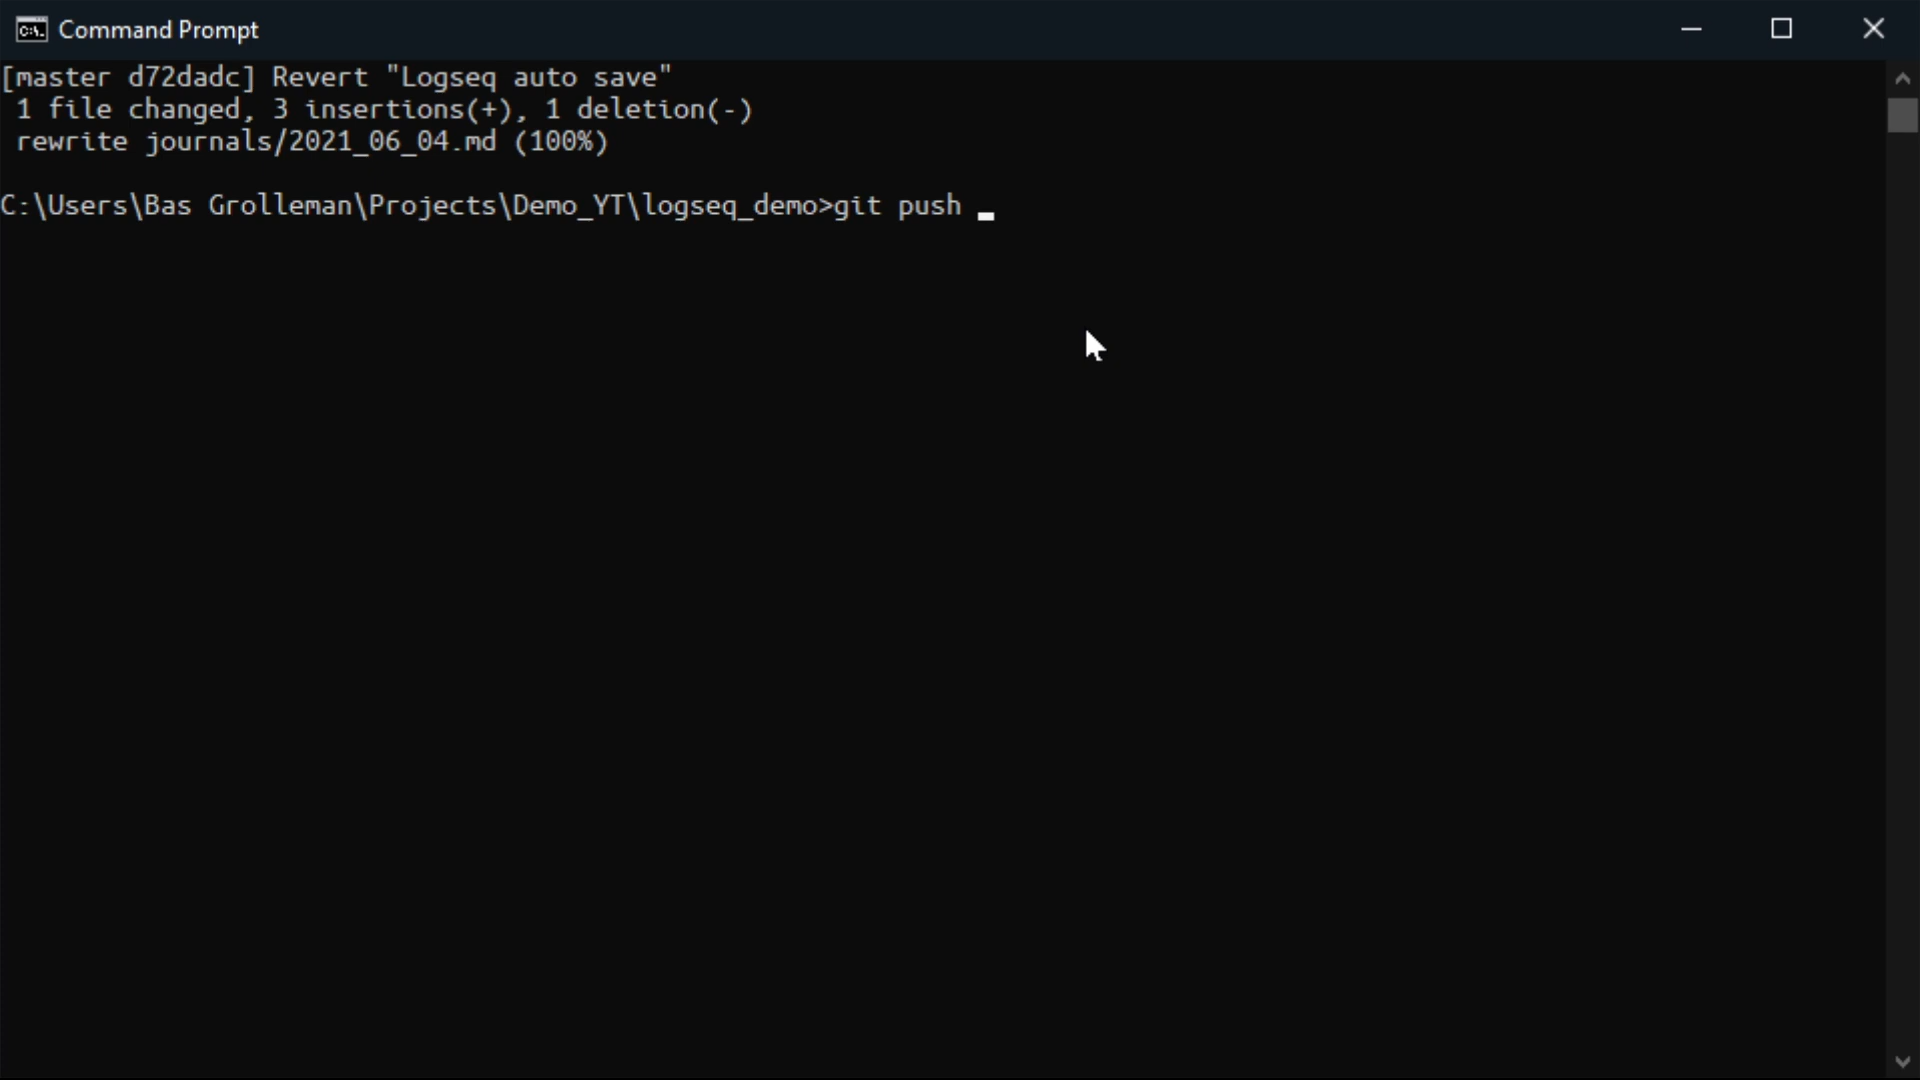 Command Prompt
[master d72dadc] Revert "Logseq auto save"
 1 file changed, 3 insertions(+), 1 deletion(-)
 rewrite journals/2021_06_04.md (100%)
C:\Users\Bas Grolleman\Projects\Demo_YT\logseq_demo>git push